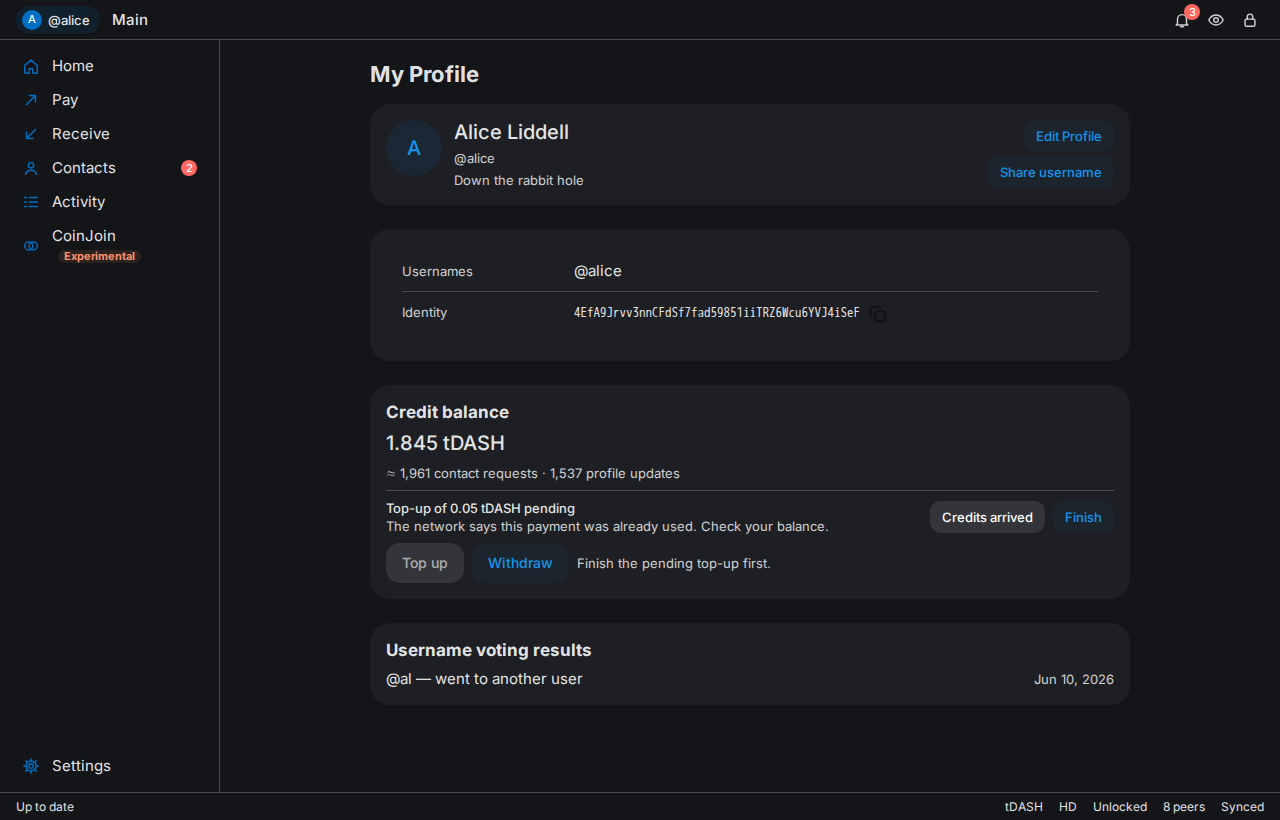 A @alice Main 3
Home
Pay
Receive
Contacts 2
Activity
CoinJoin
Experimental
Settings
My Profile
A
Alice Liddell
@alice
Down the rabbit hole
Edit Profile
Share username
Usernames @alice
Identity 4EfA9Jrvv3nnCFdSf7fad59851iiTRZ6Wcu6YVJ4iSeF
Credit balance
1.845 tDASH
≈ 1,961 contact requests · 1,537 profile updates
Top-up of 0.05 tDASH pending
The network says this payment was already used. Check your balance.
Credits arrived Finish
Top up Withdraw Finish the pending top-up first.
Username voting results
@al — went to another user Jun 10, 2026
Up to date tDASH HD Unlocked 8 peers Synced